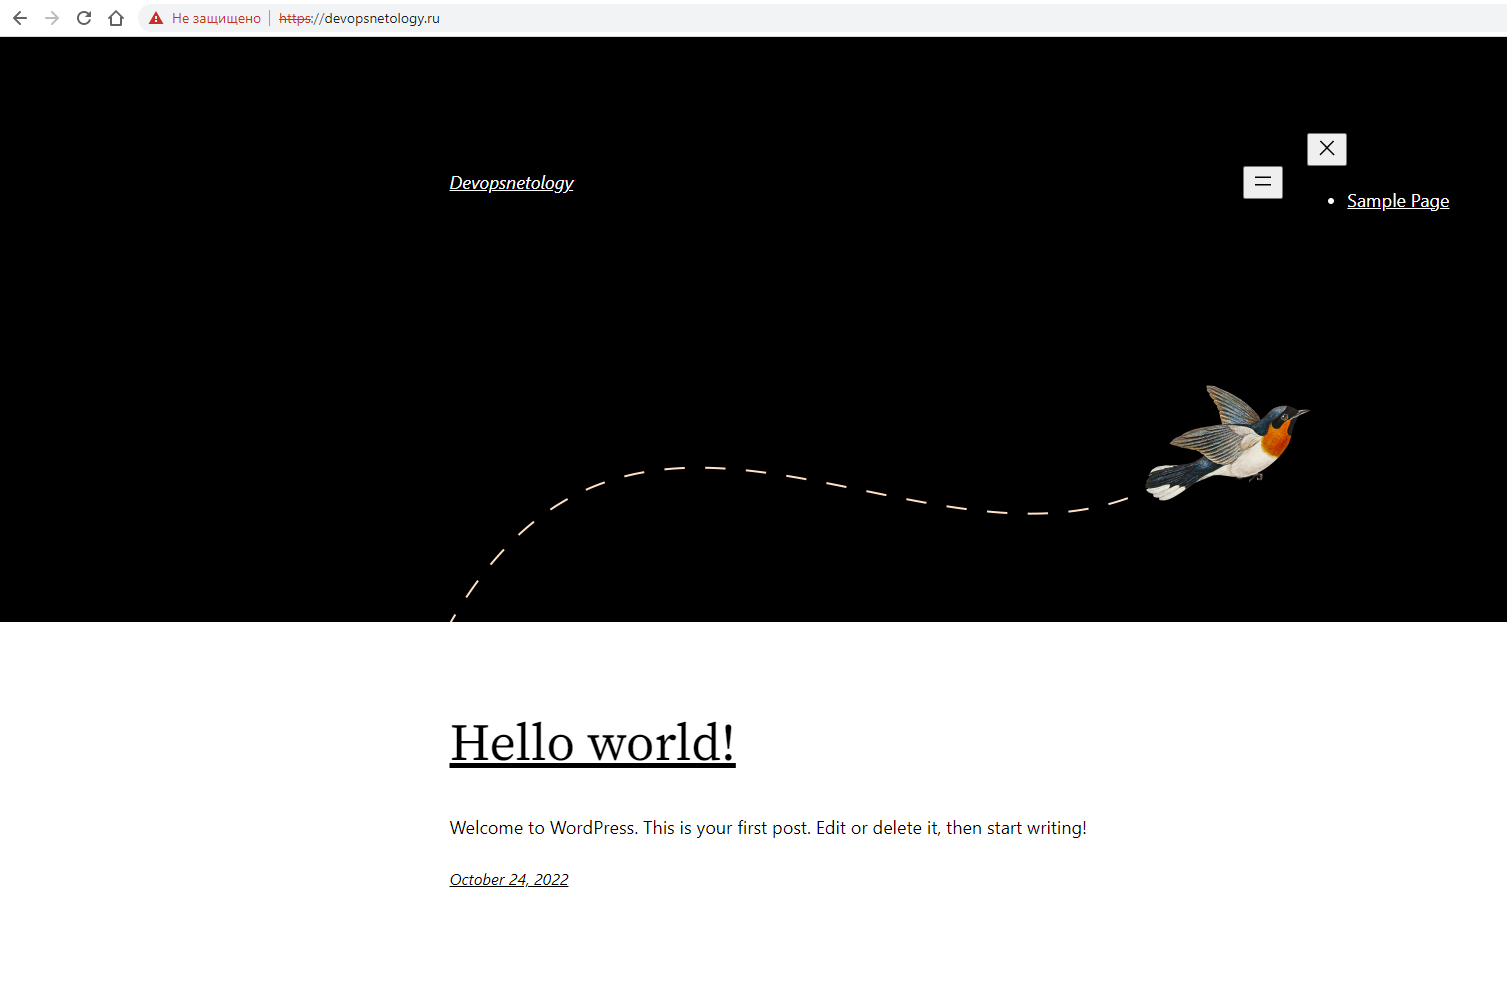 Не защищено https://devopsnetology.ru
Devopsnetology
Sample Page
Hello world!
Welcome to WordPress. This is your first post. Edit or delete it, then start writing!
October 24, 2022